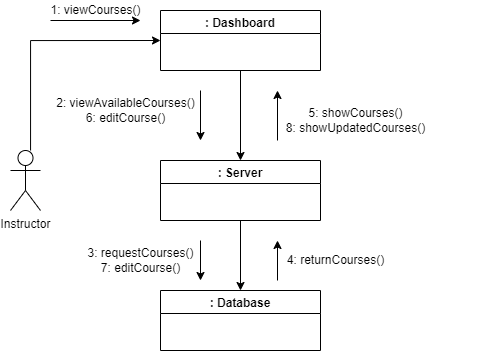 1: viewCourses()
: Dashboard
2: viewAvailableCourses()
6: editCourse()
5: showCourses()
8: showUpdatedCourses()
: Server
Instructor
3: requestCourses()
7: editCourse()
4: returnCourses()
: Database